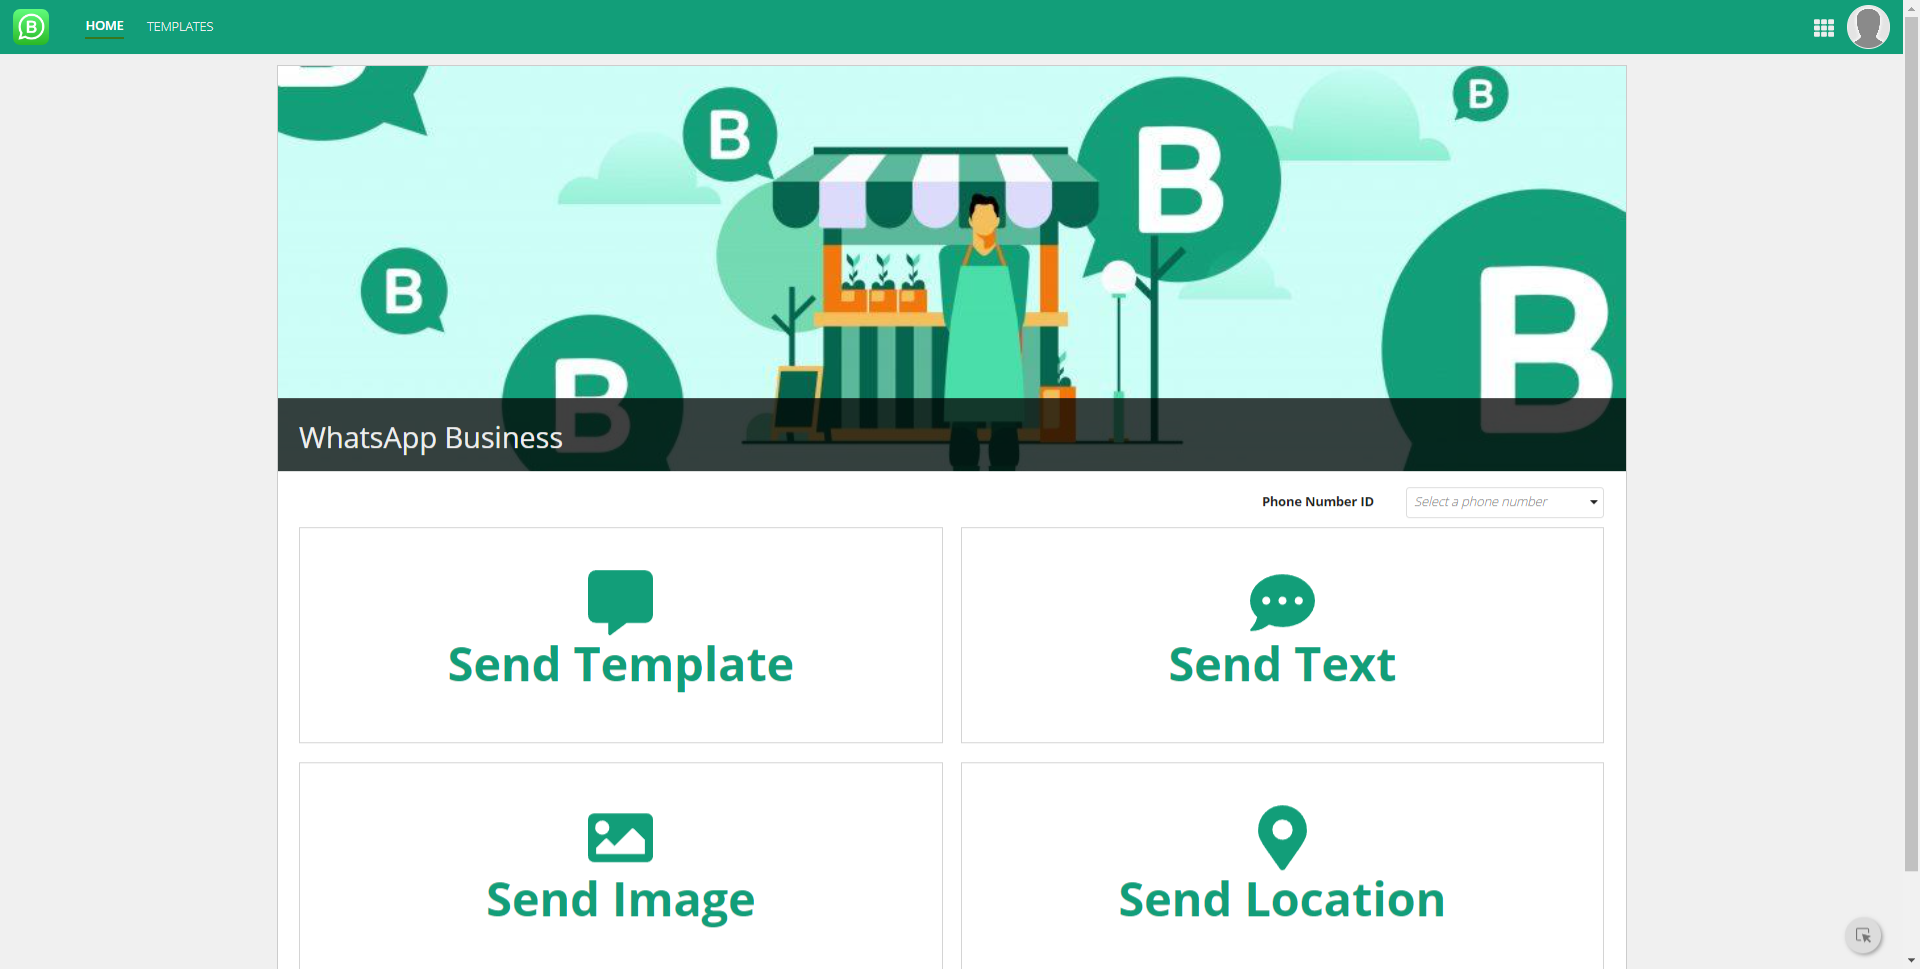 HOME TEMPLATES
B
B
B
B
B
B
B
WhatsApp Business
Phone Number ID Select a phone number
Send Template
Send Text
Send Image
Send Location